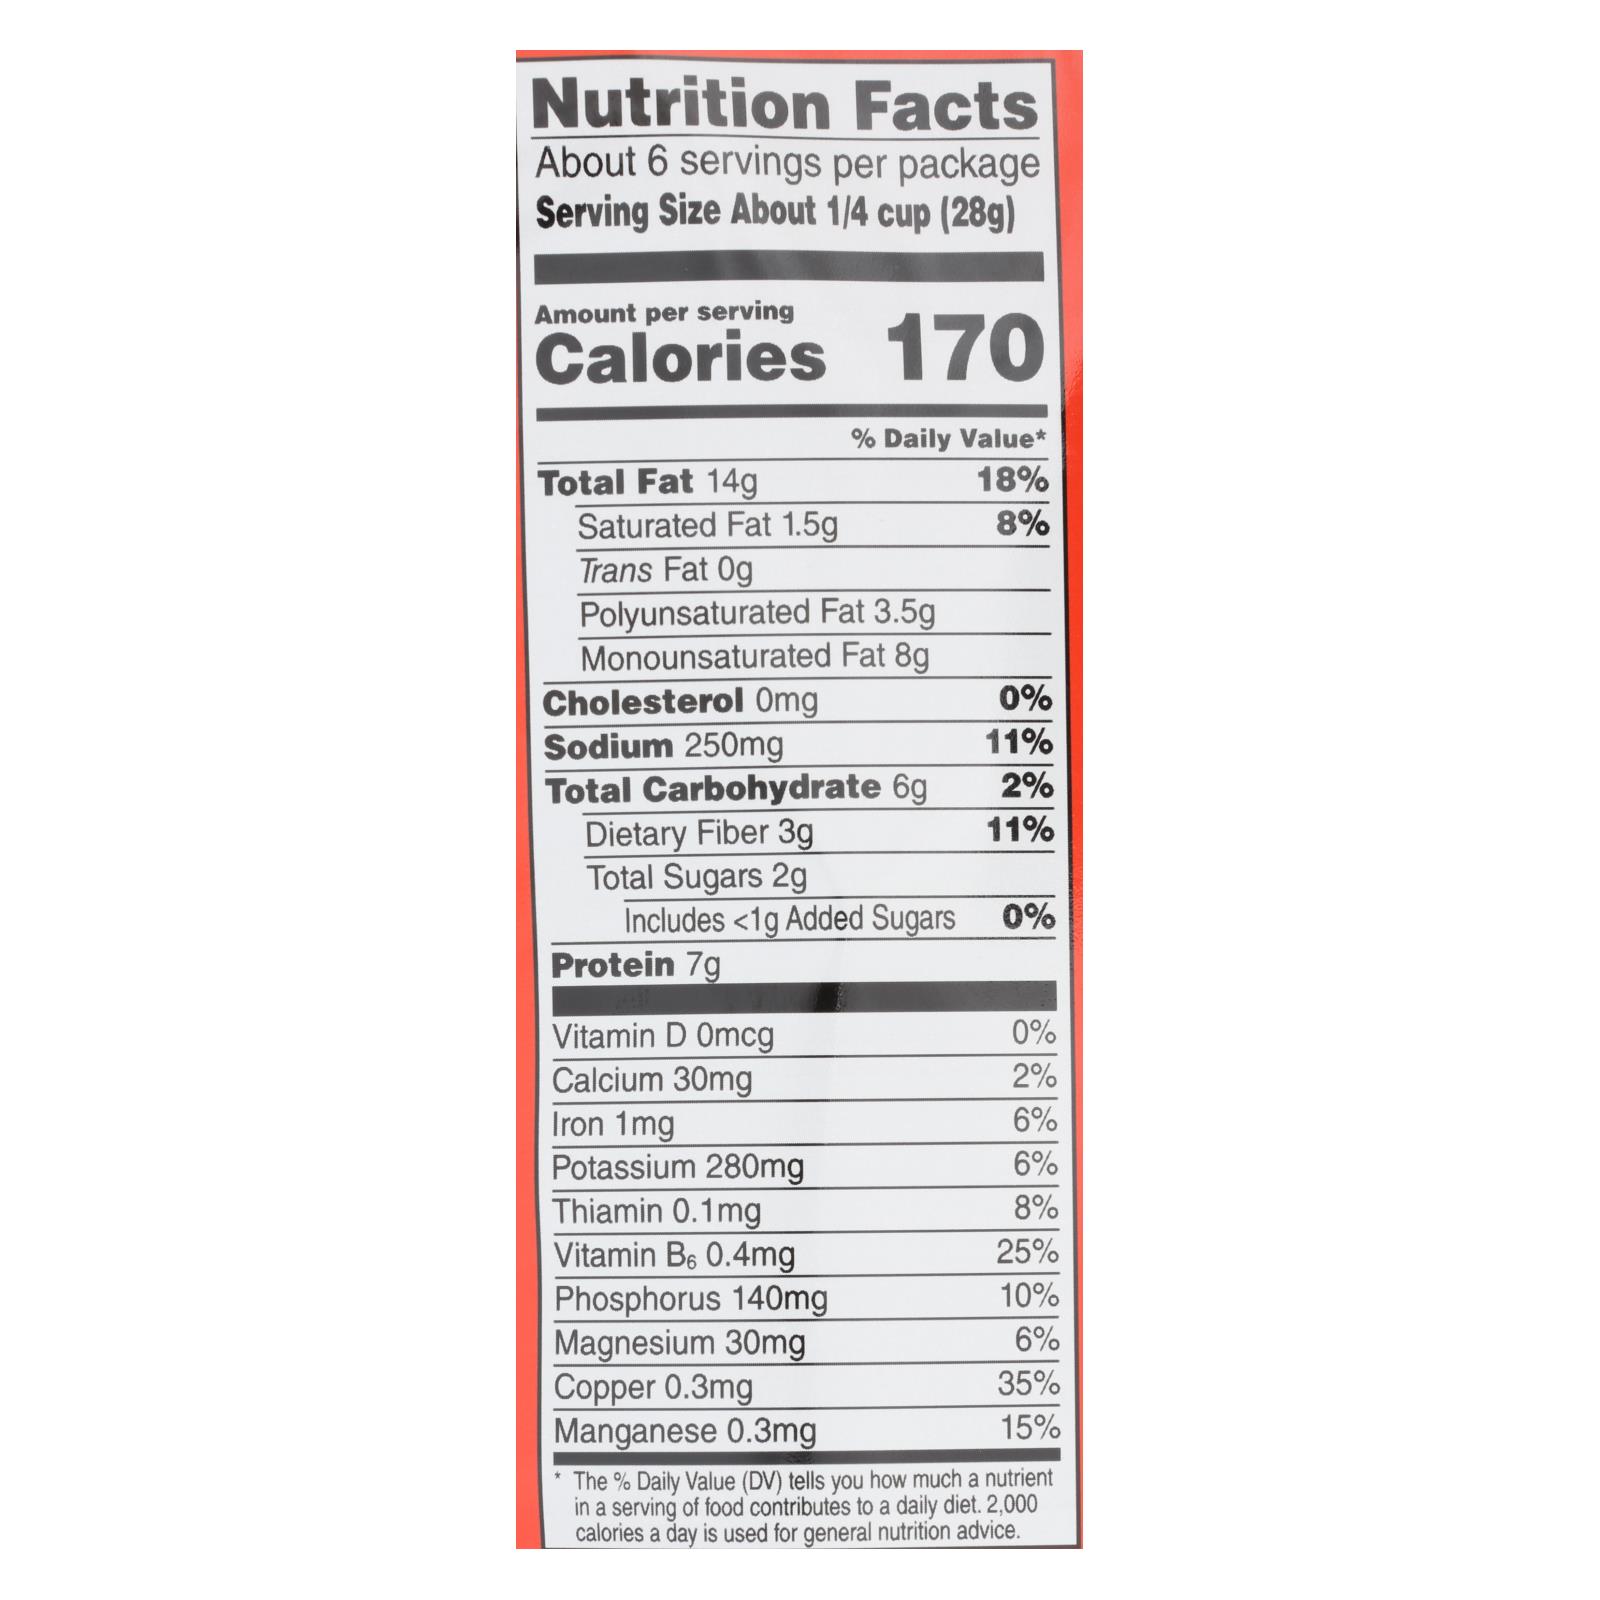 Nutrition Facts
About 6 servings per package
Serving Size About 1/4 cup (28g)
Amount per serving
Calories 170
% Daily Value*
Total Fat 14g 18%
Saturated Fat 1.5g 8%
Trans Fat 0g
Polyunsaturated Fat 3.5g
Monounsaturated Fat 8g
Cholesterol 0mg 0%
Sodium 250mg 11%
Total Carbohydrate 6g 2%
Dietary Fiber 3g 11%
Total Sugars 2g
Includes <1g Added Sugars 0%
Protein 7g
Vitamin D 0mcg 0%
Calcium 30mg 2%
Iron 1mg 6%
Potassium 280mg 6%
Thiamin 0.1mg 8%
Vitamin B₆ 0.4mg 25%
Phosphorus 140mg 10%
Magnesium 30mg 6%
Copper 0.3mg 35%
Manganese 0.3mg 15%
* The % Daily Value (DV) tells you how much a nutrient
in a serving of food contributes to a daily diet. 2,000
calories a day is used for general nutrition advice.